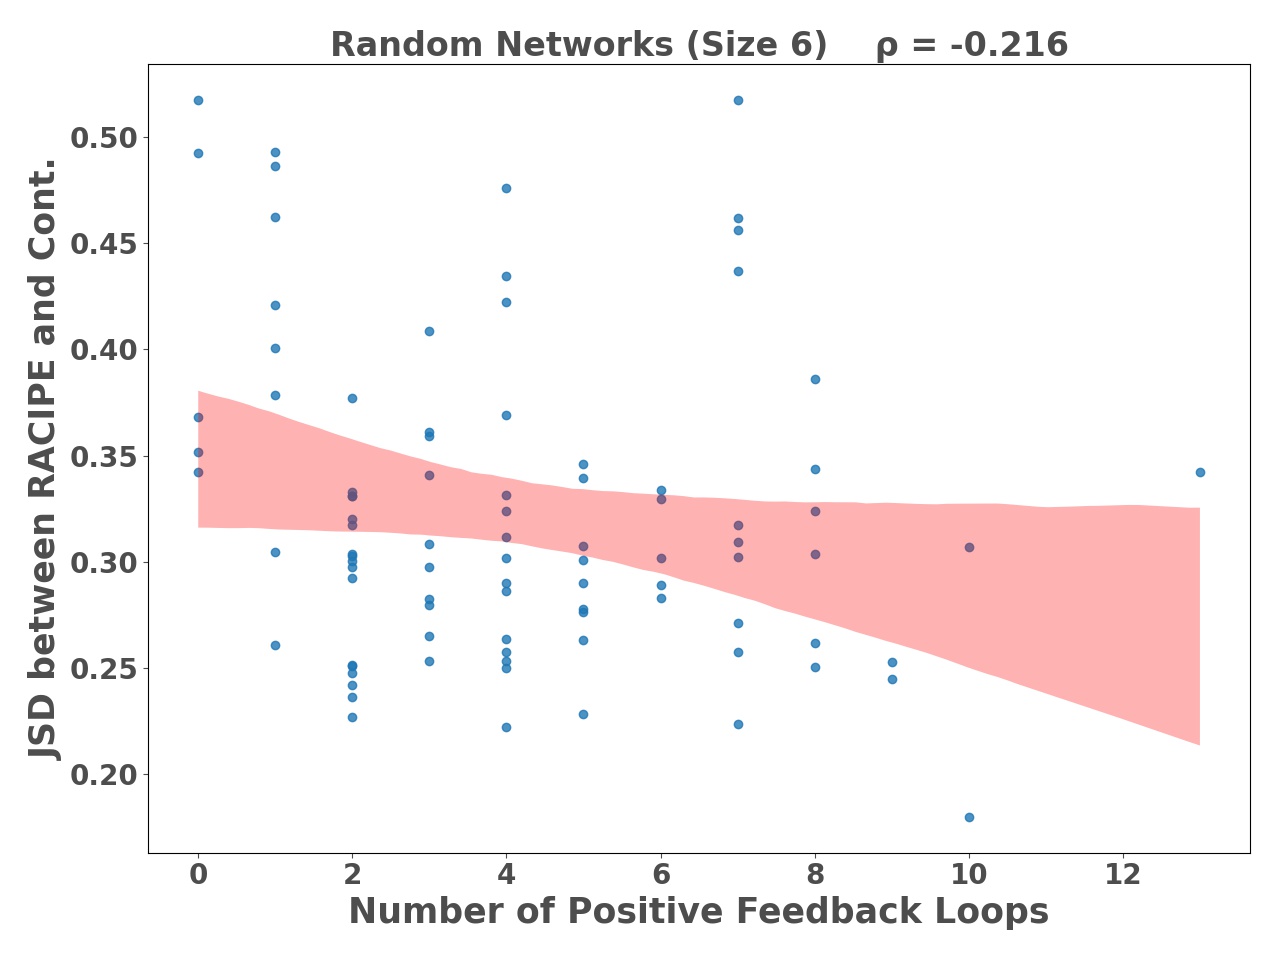 Random Networks (Size 6)    ρ = -0.216
JSD between RACIPE and Cont.
0.50
0.45
0.40
0.35
0.30
0.25
0.20
0 2 4 6 8 10 12
Number of Positive Feedback Loops